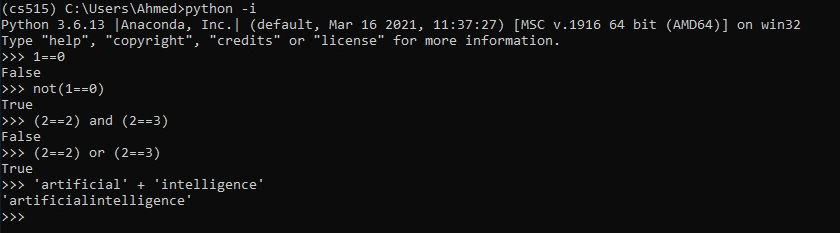 (cs515) C:\Users\Ahmed>python -i
Python 3.6.13 |Anaconda, Inc.| (default, Mar 16 2021, 11:37:27) [MSC v.1916 64 bit (AMD64)] on win32
Type "help", "copyright", "credits" or "license" for more information.
>>> 1==0
False
>>> not(1==0)
True
>>> (2==2) and (2==3)
False
>>> (2==2) or (2==3)
True
>>> 'artificial' + 'intelligence'
'artificialintelligence'
>>>